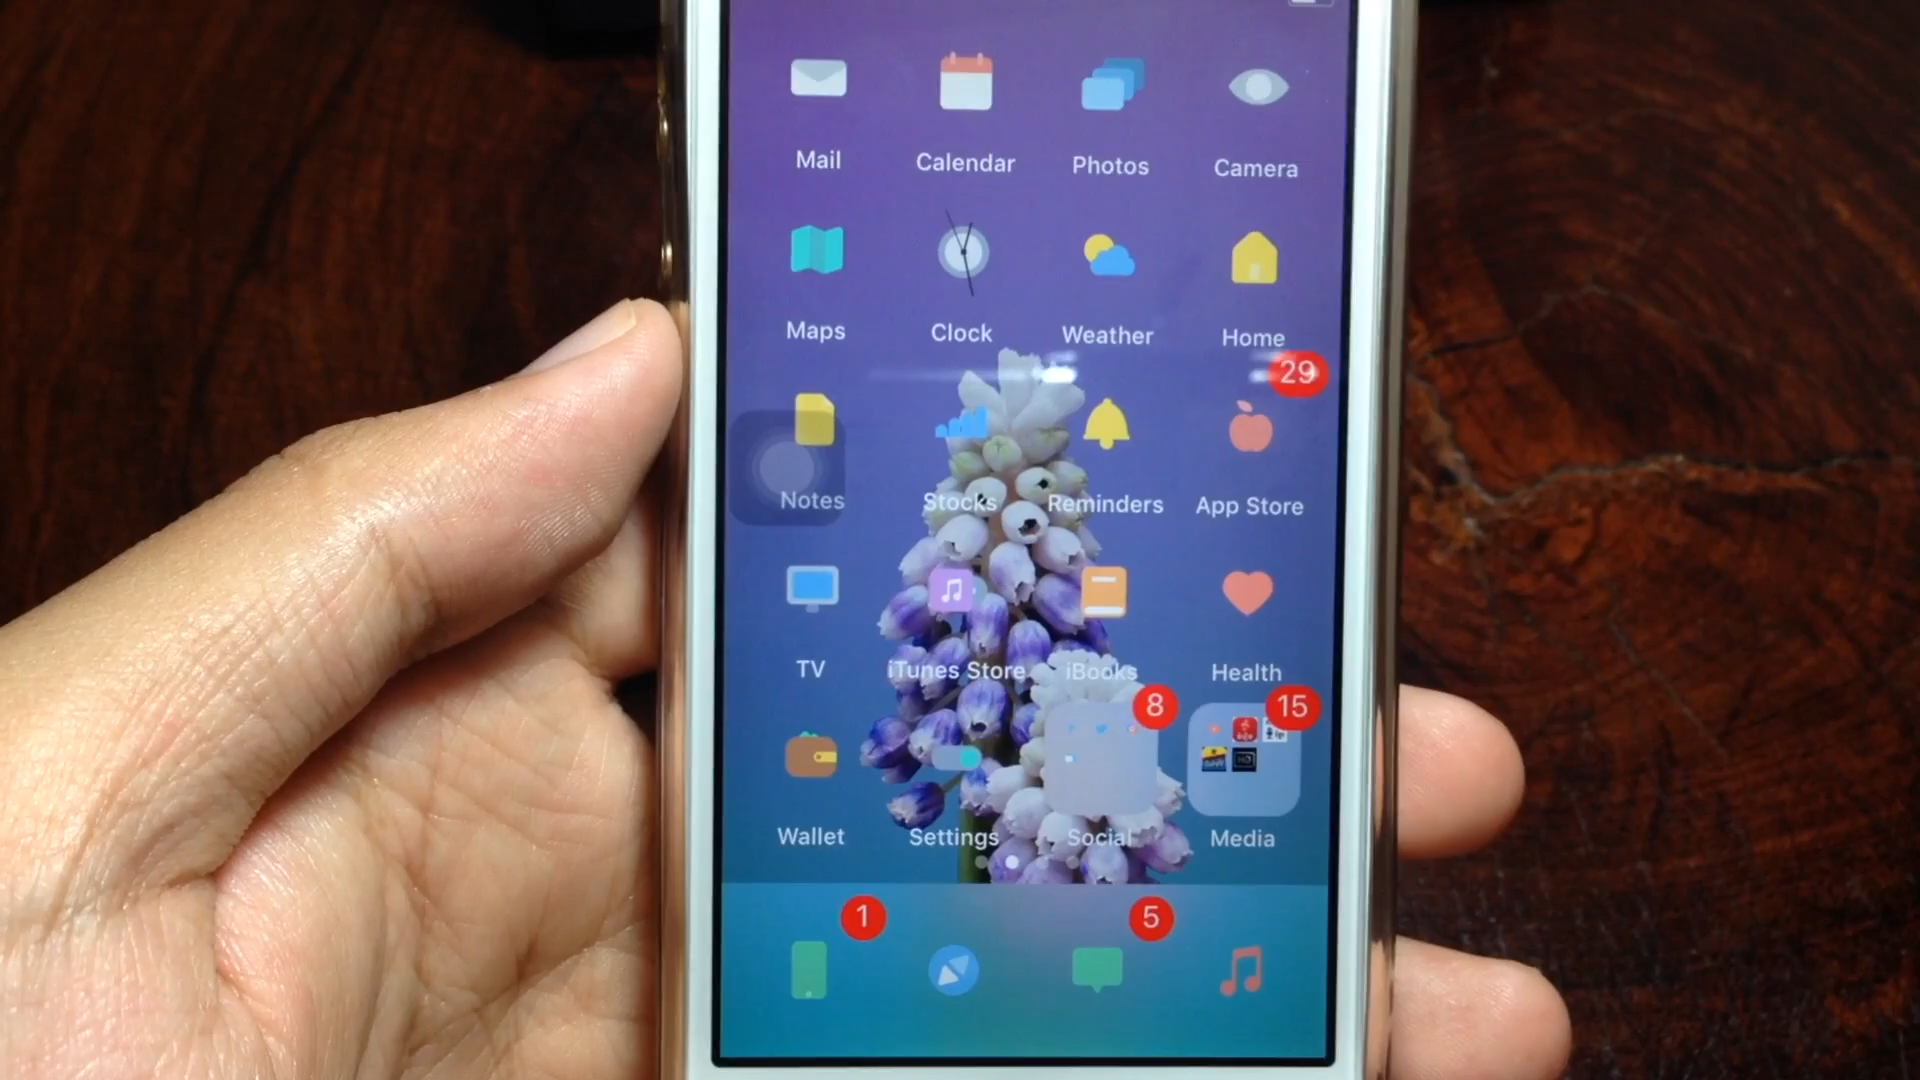 Mail Calendar Photos Camera
Maps Clock Weather Home
29
Notes Stocks Reminders App Store
TV iTunes Store iBooks Health
8 15
Wallet Settings Social Media
1 5